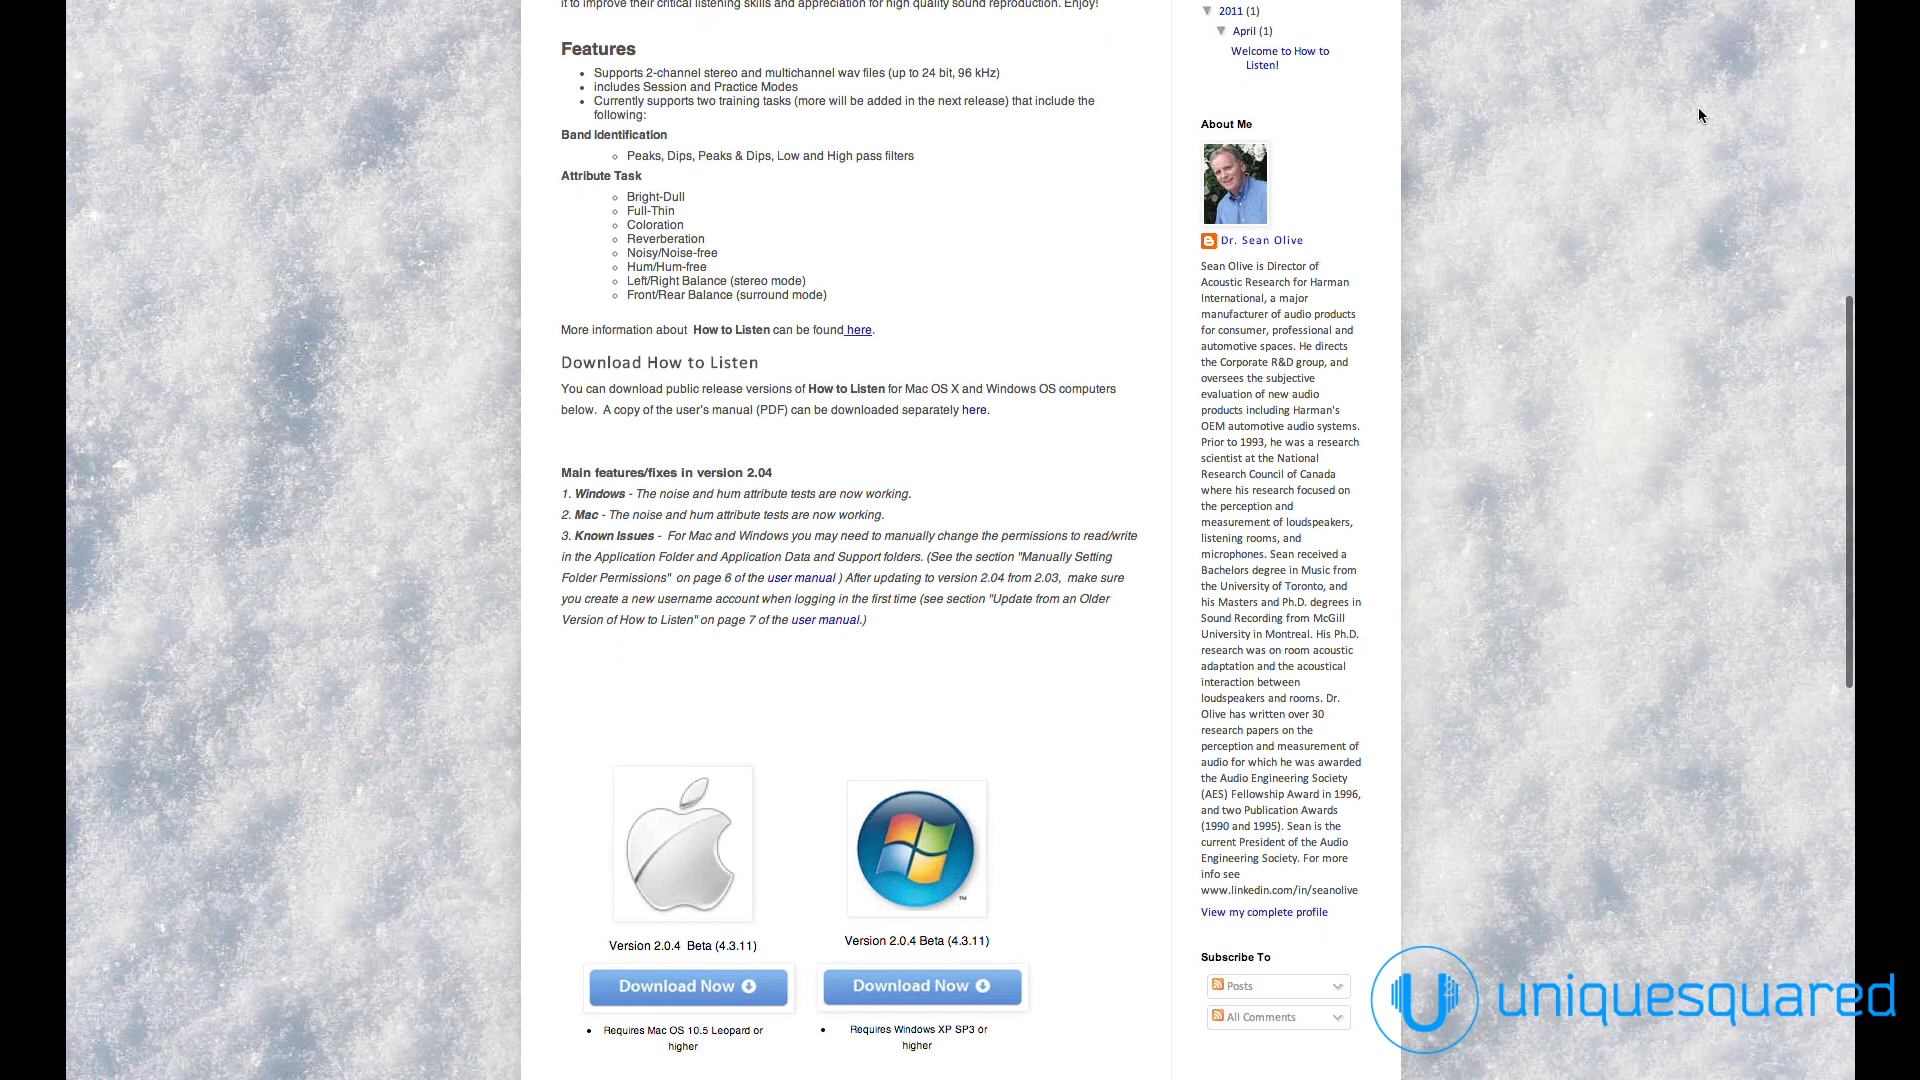 it to improve their critical listening skills and appreciation for high quality sound reproduction. Enjoy!
Features
Supports 2-channel stereo and multichannel wav files (up to 24 bit, 96 kHz)
includes Session and Practice Modes
Currently supports two training tasks (more will be added in the next release) that include the
following:
Band Identification
Peaks, Dips, Peaks & Dips, Low and High pass filters
Attribute Task
Bright-Dull
Full-Thin
Coloration
Reverberation
Noisy/Noise-free
Hum/Hum-free
Left/Right Balance (stereo mode)
Front/Rear Balance (surround mode)
More information about How to Listen can be found here.
Download How to Listen
You can download public release versions of How to Listen for Mac OS X and Windows OS computers
below. A copy of the user's manual (PDF) can be downloaded separately here.
Main features/fixes in version 2.04
1. Windows - The noise and hum attribute tests are now working.
2. Mac - The noise and hum attribute tests are now working.
3. Known Issues - For Mac and Windows you may need to manually change the permissions to read/write
in the Application Folder and Application Data and Support folders. (See the section "Manually Setting
Folder Permissions" on page 6 of the user manual ) After updating to version 2.04 from 2.03, make sure
you create a new username account when logging in the first time (see section "Update from an Older
Version of How to Listen" on page 7 of the user manual.)
TM
Version 2.0.4 Beta (4.3.11)
Version 2.0.4 Beta (4.3.11)
Download Now
Download Now
Requires Mac OS 10.5 Leopard or
higher
Requires Windows XP SP3 or
higher
2011 (1)
April (1)
Welcome to How to
Listen!
About Me
Dr. Sean Olive
Sean Olive is Director of
Acoustic Research for Harman
International, a major
manufacturer of audio products
for consumer, professional and
automotive spaces. He directs
the Corporate R&D group, and
oversees the subjective
evaluation of new audio
products including Harman's
OEM automotive audio systems.
Prior to 1993, he was a research
scientist at the National
Research Council of Canada
where his research focused on
the perception and
measurement of loudspeakers,
listening rooms, and
microphones. Sean received a
Bachelors degree in Music from
the University of Toronto, and
his Masters and Ph.D. degrees in
Sound Recording from McGill
University in Montreal. His Ph.D.
research was on room acoustic
adaptation and the acoustical
interaction between
loudspeakers and rooms. Dr.
Olive has written over 30
research papers on the
perception and measurement of
audio for which he was awarded
the Audio Engineering Society
(AES) Fellowship Award in 1996,
and two Publication Awards
(1990 and 1995). Sean is the
current President of the Audio
Engineering Society. For more
info see
www.linkedin.com/in/seanolive
View my complete profile
Subscribe To
Posts
All Comments
uniquesquared